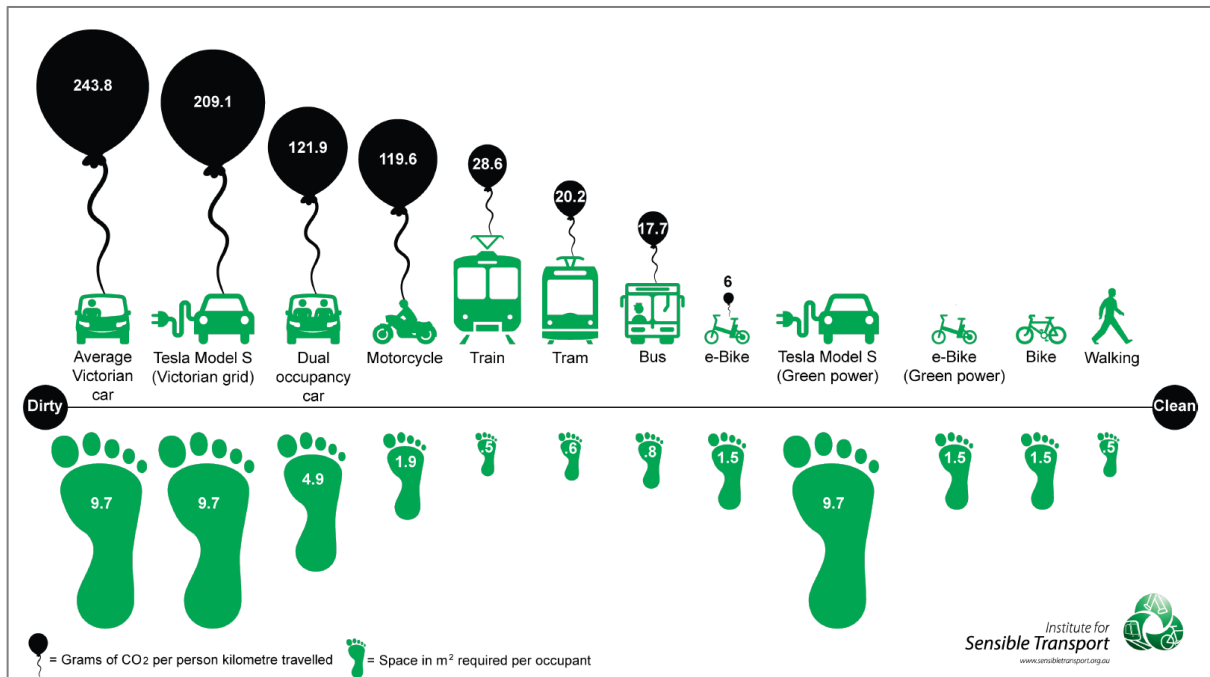 243.8
209.1
121.9
119.6
28.6
20.2
17.7
6
Average
Victorian
car
Tesla Model S
(Victorian grid)
Dual
occupancy
car
Motorcycle
Train
Tram
Bus
e-Bike
Tesla Model S
(Green power)
e-Bike
(Green power)
Bike
Walking
Dirty
Clean
9.7
9.7
4.9
1.9
.5
.6
.8
1.5
9.7
1.5
1.5
.5
= Grams of CO2 per person kilometre travelled
= Space in m² required per occupant
Institute for
Sensible Transport
www.sensibletransport.org.au